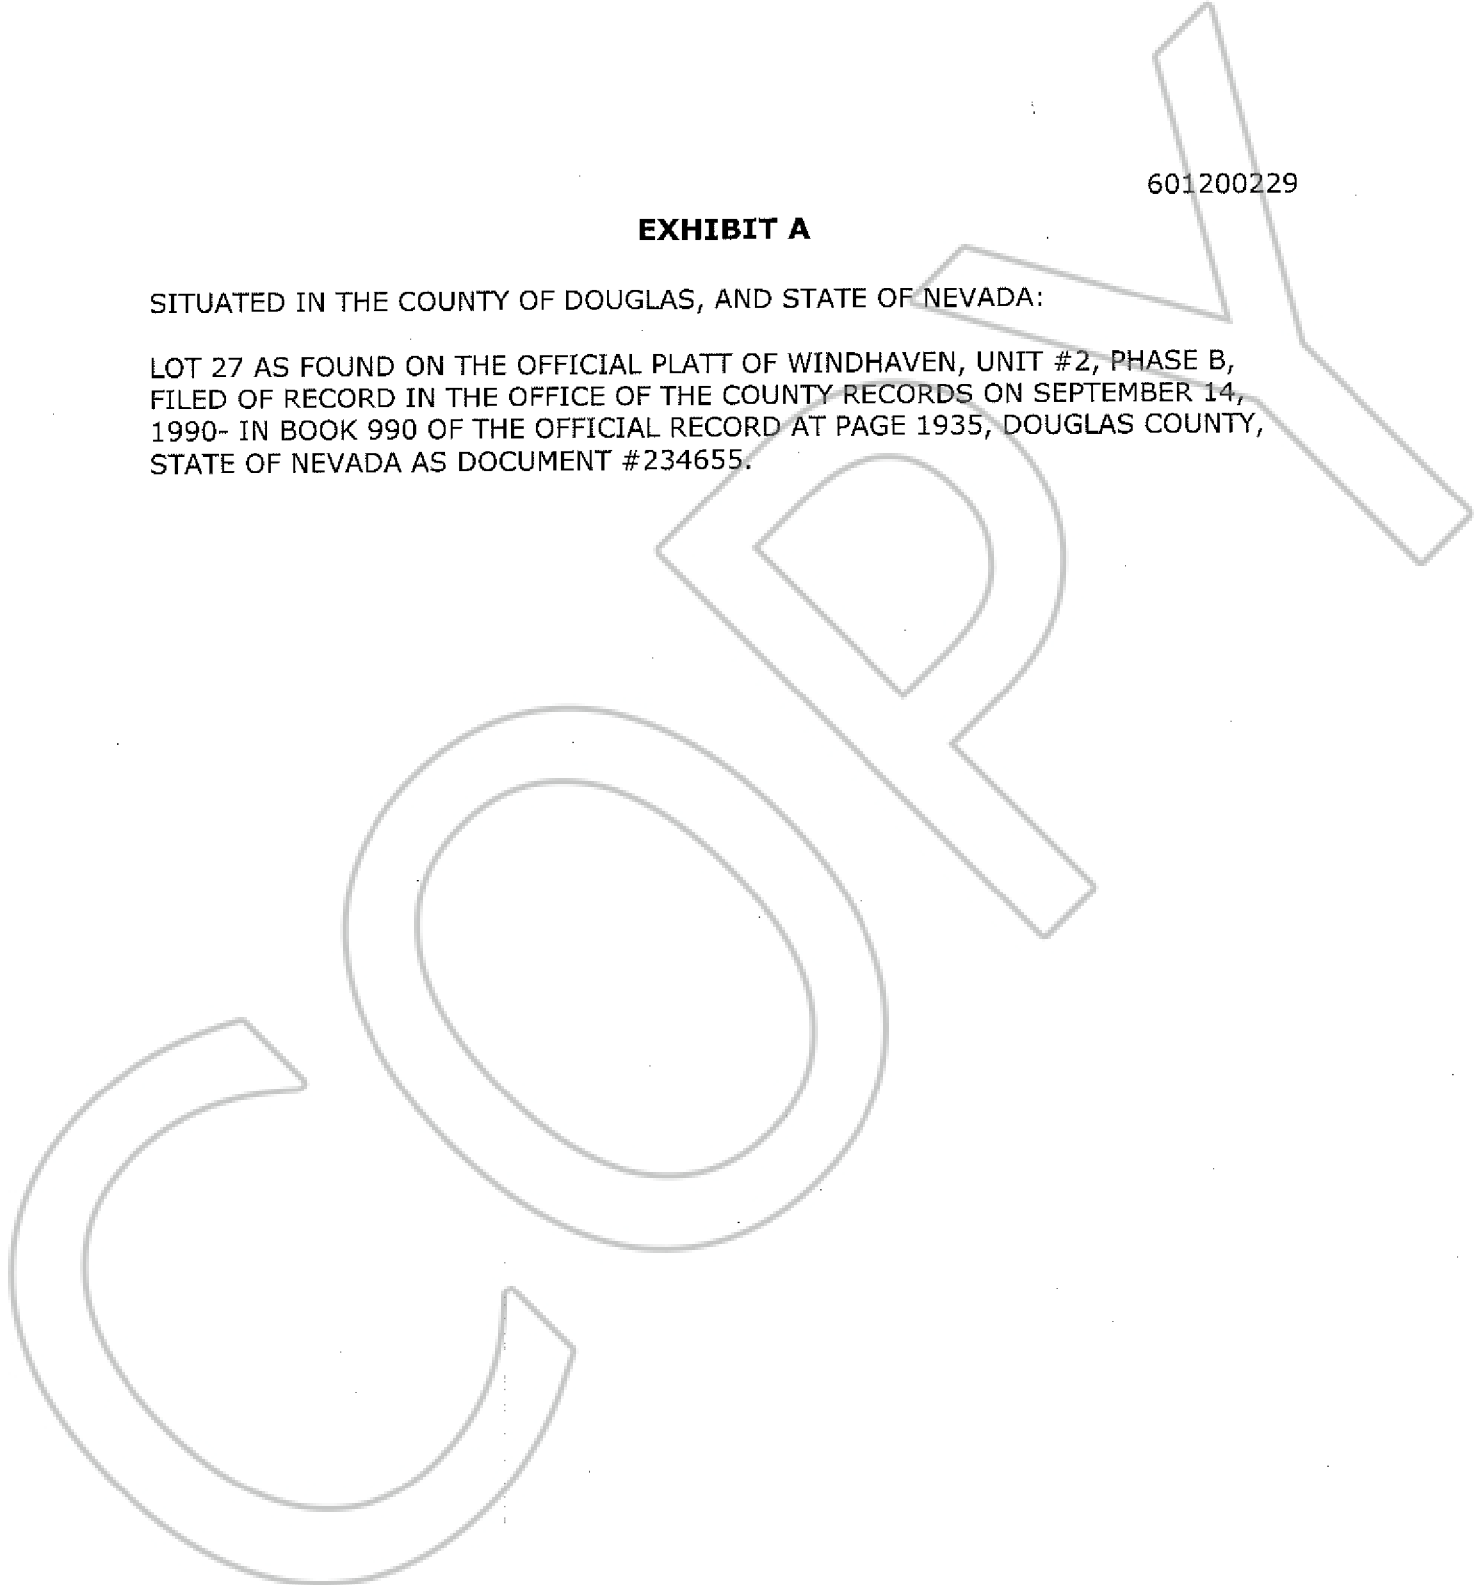 601200229
EXHIBIT A
SITUATED IN THE COUNTY OF DOUGLAS, AND STATE OF NEVADA:
LOT 27 AS FOUND ON THE OFFICIAL PLATT OF WINDHAVEN, UNIT #2, PHASE B,
FILED OF RECORD IN THE OFFICE OF THE COUNTY RECORDS ON SEPTEMBER 14,
1990- IN BOOK 990 OF THE OFFICIAL RECORD AT PAGE 1935, DOUGLAS COUNTY,
STATE OF NEVADA AS DOCUMENT #234655.
COPY